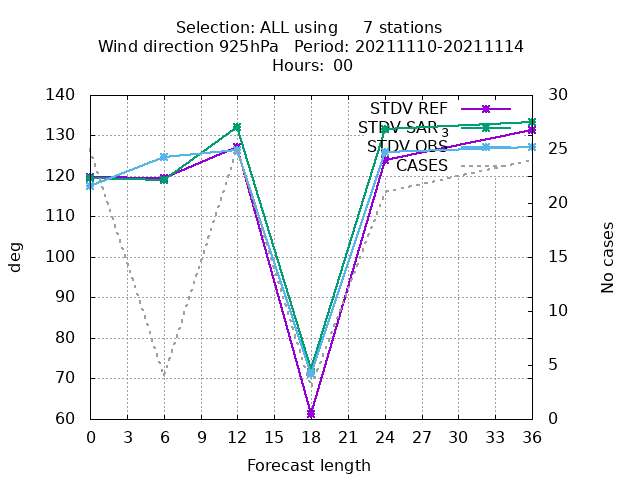 Selection: ALL using 7 stations
Wind direction 925hPa Period: 20211110-20211114
Hours: 00
140
130
120
110
100
90
80
70
60
deg
30
25
20
15
10
5
0
No cases
STDV REF
STDV SAR3
STDV OBS
CASES
0 3 6 9 12 15 18 21 24 27 30 33 36
Forecast length